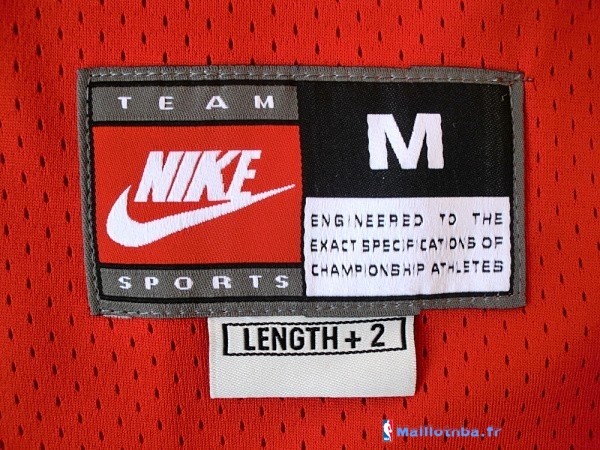 TEAM
NIKE
SPORTS
M
ENGINEERED TO THE
EXACT SPECIFICATIONS OF
CHAMPIONSHIP ATHLETES
LENGTH + 2
Maillotnba.fr